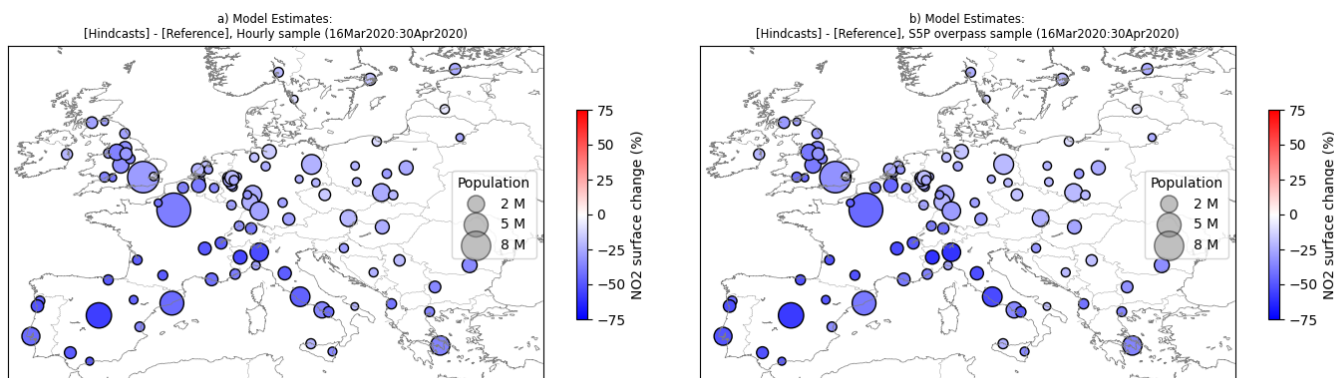 a) Model Estimates:
[Hindcasts] - [Reference], Hourly sample (16Mar2020:30Apr2020)
Population
2 M
5 M
8 M
75
50
25
0
−25
−50
−75
NO2 surface change (%)
b) Model Estimates:
[Hindcasts] - [Reference], S5P overpass sample (16Mar2020:30Apr2020)
Population
2 M
5 M
8 M
75
50
25
0
−25
−50
−75
NO2 surface change (%)